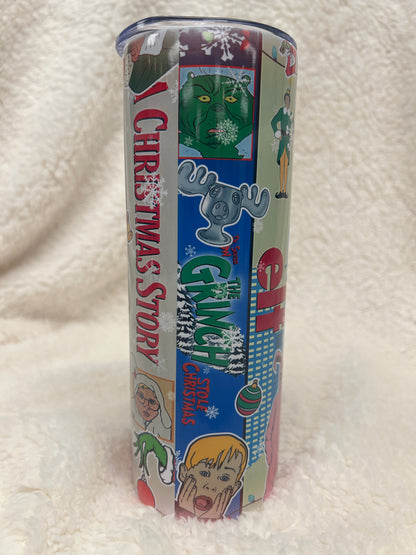 A CHRISTMAS STORY
THE
GRINCH
STOLE
CHRISTMAS
elf